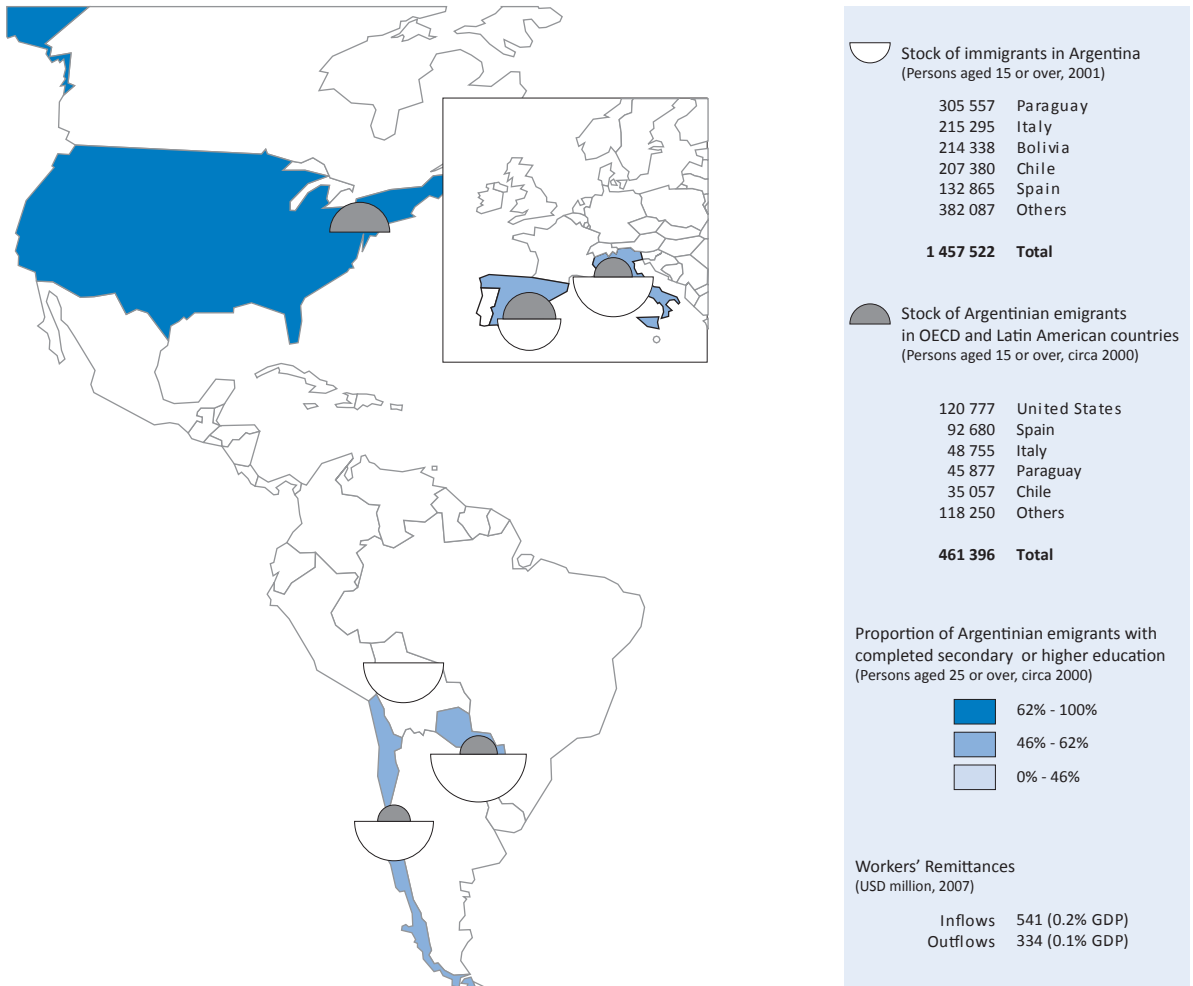 Stock of immigrants in Argentina
(Persons aged 15 or over, 2001)
305 557 Paraguay
215 295 Italy
214 338 Bolivia
207 380 Chile
132 865 Spain
382 087 Others
1 457 522 Total
Stock of Argentinian emigrants
in OECD and Latin American countries
(Persons aged 15 or over, circa 2000)
120 777 United States
92 680 Spain
48 755 Italy
45 877 Paraguay
35 057 Chile
118 250 Others
461 396 Total
Proportion of Argentinian emigrants with
completed secondary or higher education
(Persons aged 25 or over, circa 2000)
62% - 100%
46% - 62%
0% - 46%
Workers' Remittances
(USD million, 2007)
Inflows 541 (0.2% GDP)
Outflows 334 (0.1% GDP)